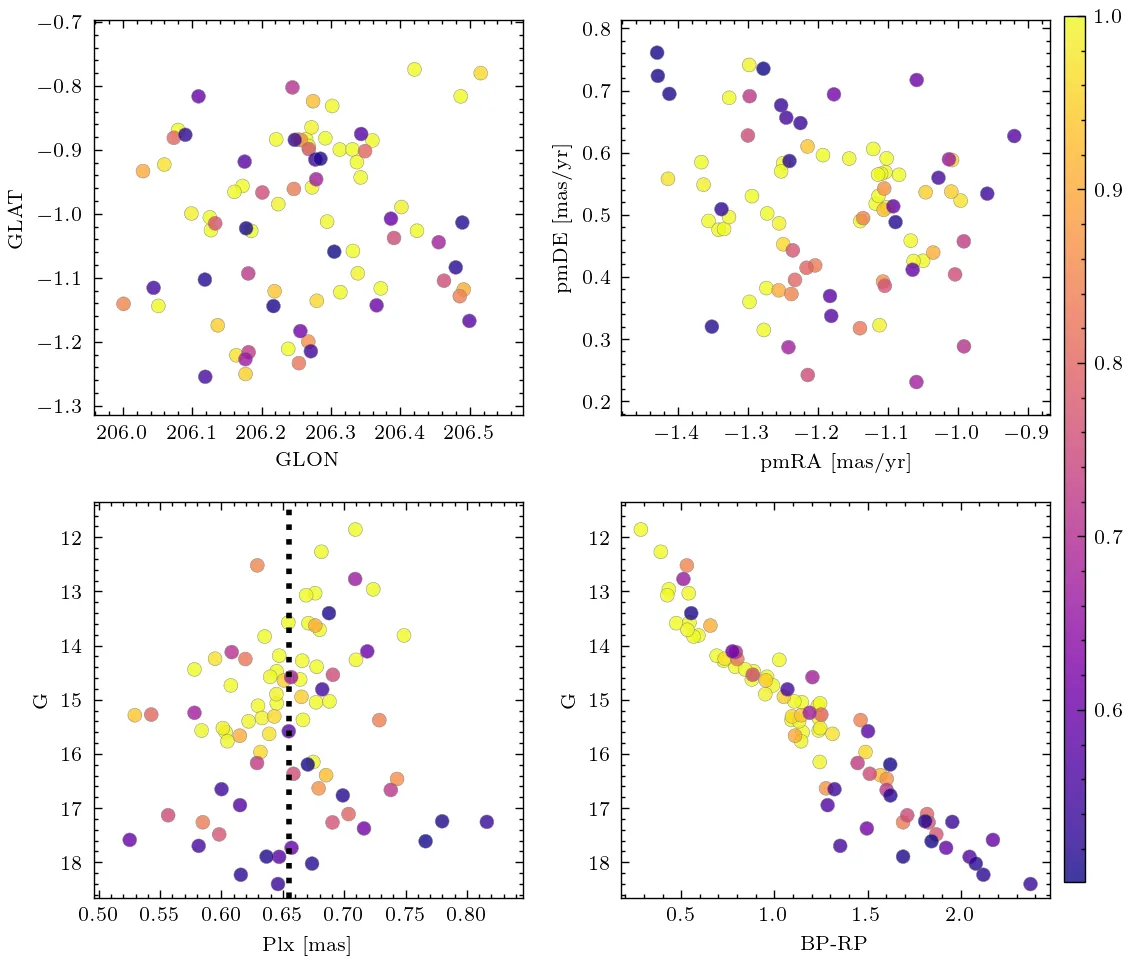 −0.7
−0.8
−0.9
−1.0
−1.1
−1.2
−1.3
GLAT
206.0 206.1 206.2 206.3 206.4 206.5
GLON
0.8
0.7
0.6
0.5
0.4
0.3
0.2
pmDE [mas/yr]
−1.4 −1.3 −1.2 −1.1 −1.0 −0.9
pmRA [mas/yr]
12
13
14
15
16
17
18
G
0.50 0.55 0.60 0.65 0.70 0.75 0.80
Plx [mas]
12
13
14
15
16
17
18
G
0.5 1.0 1.5 2.0
BP-RP
1.0
0.9
0.8
0.7
0.6